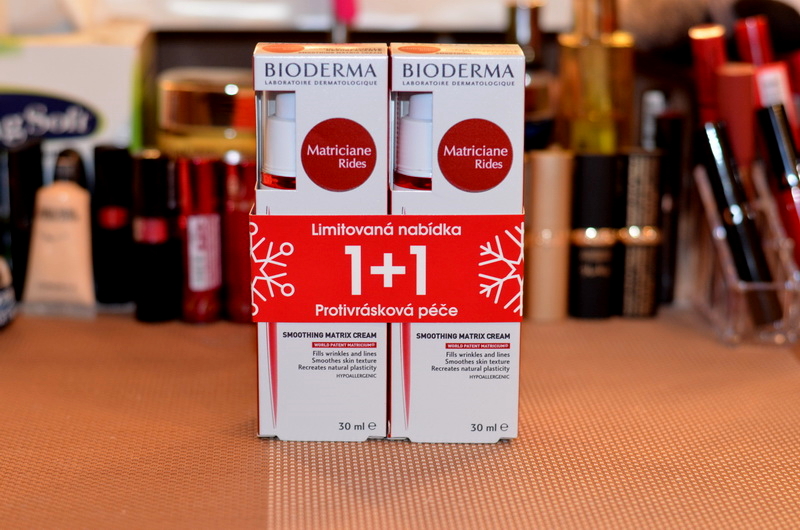 BIODERMA
LABORATOIRE DERMATOLOGIQUE
Matriciane
Rides
BIODERMA
LABORATOIRE DERMATOLOGIQUE
Matriciane
Rides
Limitovaná nabídka
1+1
Protivrásková péče
SMOOTHING MATRIX CREAM
WORLD PATENT MATRICIUM®
Fills wrinkles and lines
Smoothes skin texture
Recreates natural plasticity
HYPOALLERGENIC
30 ml ℮
SMOOTHING MATRIX CREAM
WORLD PATENT MATRICIUM®
Fills wrinkles and lines
Smoothes skin texture
Recreates natural plasticity
HYPOALLERGENIC
30 ml ℮